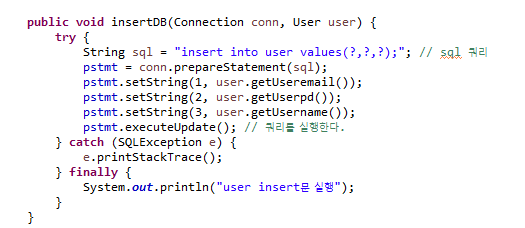 public void insertDB(Connection conn, User user) {
    try {
        String sql = "insert into user values(?,?,?);"; // sql 쿼리
        pstmt = conn.prepareStatement(sql);
        pstmt.setString(1, user.getUseremail());
        pstmt.setString(2, user.getUserpd());
        pstmt.setString(3, user.getUsername());
        pstmt.executeUpdate(); // 쿼리를 실행한다.
    } catch (SQLException e) {
        e.printStackTrace();
    } finally {
        System.out.println("user insert문 실행");
    }
}